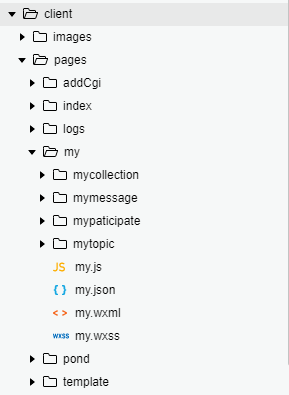 client
images
pages
addCgi
index
logs
my
mycollection
mymessage
mypaticipate
mytopic
JS my.js
{ } my.json
< > my.wxml
wxss my.wxss
pond
template